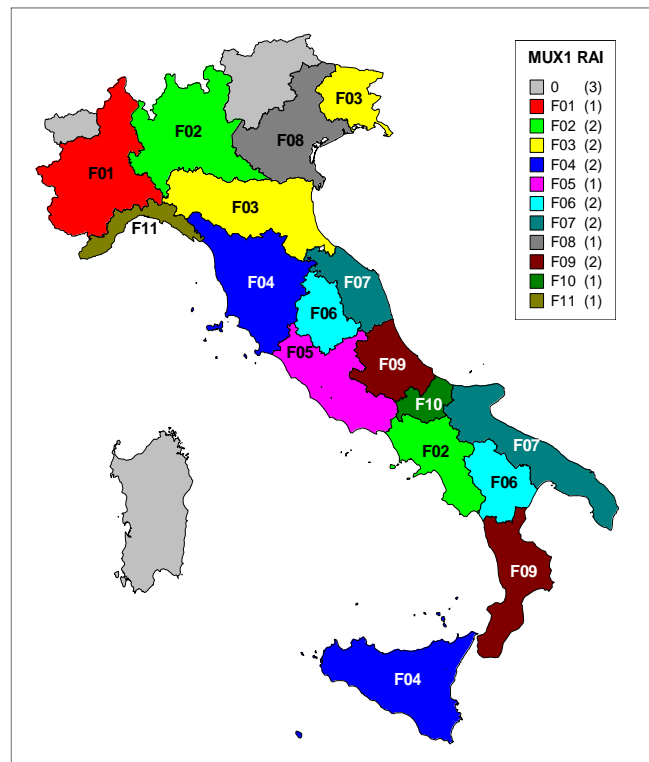 MUX1 RAI
0 (3)
F01 (1)
F02 (2)
F03 (2)
F04 (2)
F05 (1)
F06 (2)
F07 (2)
F08 (1)
F09 (2)
F10 (1)
F11 (1)
F03
F02
F08
F01
F03
F11
F04
F07
F06
F05
F09
F10
F02
F07
F06
F09
F04